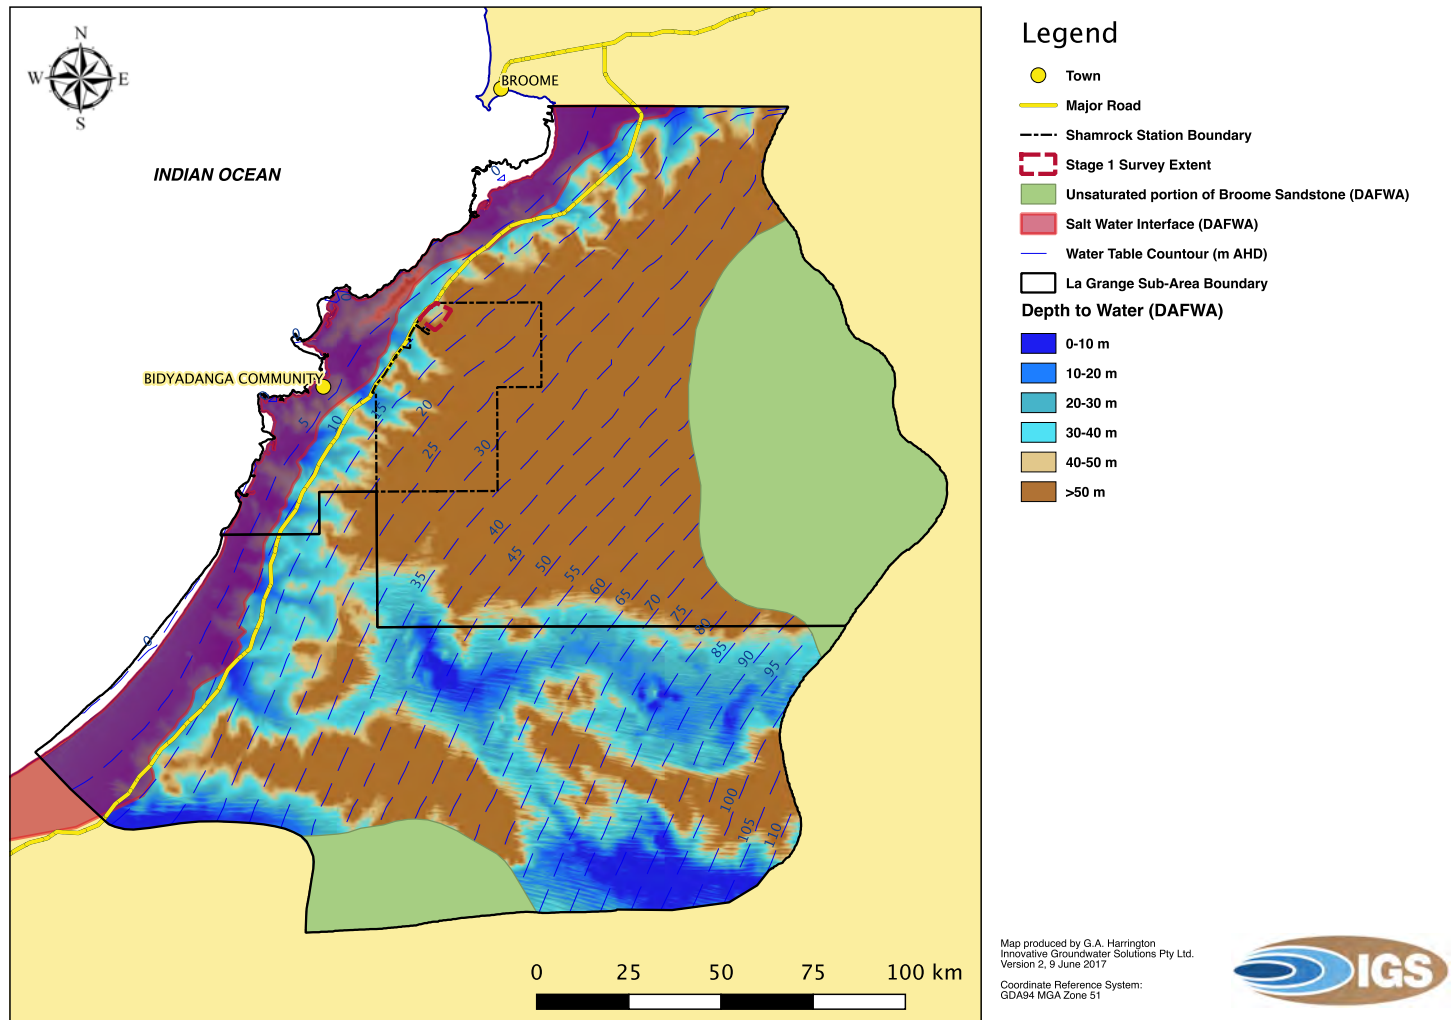 N
W E
S
BROOME
INDIAN OCEAN
0
0
0
BIDYADANGA COMMUNITY
0
5
10
15
20
25
30
35
40
45
50
55
60
65
70
75
80
85
90
95
0
100
105
110
0 25 50 75 100 km
Legend
Town
Major Road
Shamrock Station Boundary
Stage 1 Survey Extent
Unsaturated portion of Broome Sandstone (DAFWA)
Salt Water Interface (DAFWA)
Water Table Countour (m AHD)
La Grange Sub-Area Boundary
Depth to Water (DAFWA)
0-10 m
10-20 m
20-30 m
30-40 m
40-50 m
>50 m
Map produced by G.A. Harrington
Innovative Groundwater Solutions Pty Ltd.
Version 2, 9 June 2017
Coordinate Reference System:
GDA94 MGA Zone 51
IGS